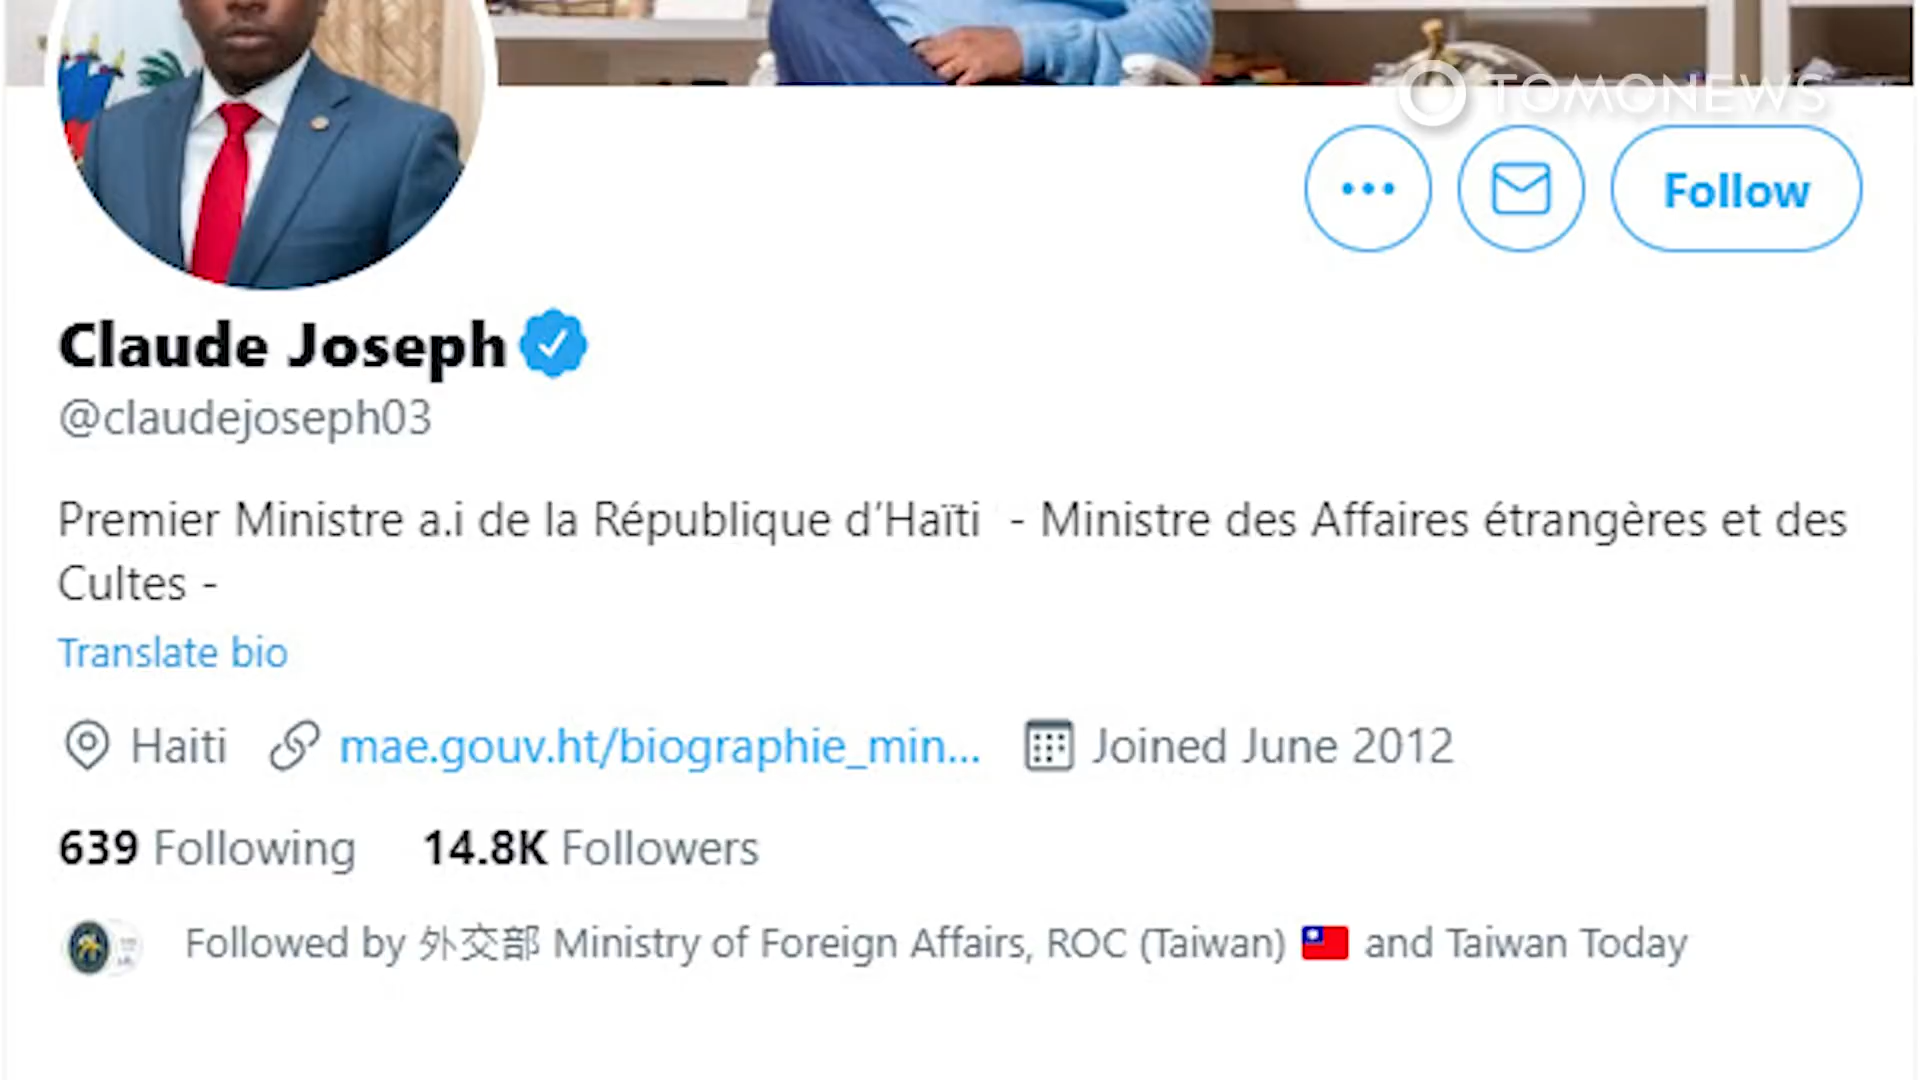 TOMONEWS
Follow
Claude Joseph
@claudejoseph03
Premier Ministre a.i de la République d’Haïti - Ministre des Affaires étrangères et des
Cultes -
Translate bio
Haiti mae.gouv.ht/biographie_min... Joined June 2012
639 Following 14.8K Followers
Followed by 外交部 Ministry of Foreign Affairs, ROC (Taiwan) 🇹🇼 and Taiwan Today